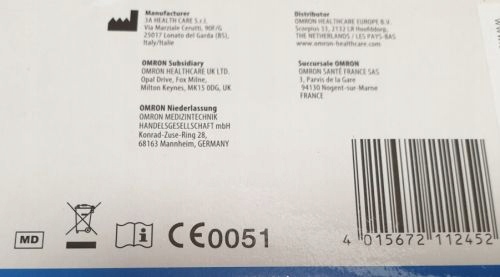 Manufacturer
3A HEALTH CARE S.r.l.
Via Marziale Cerutti, 90F/G
25017 Lonato del Garda (BS),
Italy/Italie
Distributor
OMRON HEALTHCARE EUROPE B.V.
Scorpius 33, 2132 LR Hoofddorp,
THE NETHERLANDS / LES PAYS-BAS
www.omron-healthcare.com
OMRON Subsidiary
OMRON HEALTHCARE UK LTD.
Opal Drive, Fox Milne,
Milton Keynes, MK15 0DG, UK
Succursale OMRON
OMRON SANTÉ FRANCE SAS
3, Parvis de la Gare
94130 Nogent-sur-Marne
FRANCE
OMRON Niederlassung
OMRON MEDIZINTECHNIK
HANDELSGESELLSCHAFT mbH
Konrad-Zuse-Ring 28,
68163 Mannheim, GERMANY
MD
i
CE0051
4 015672 112452